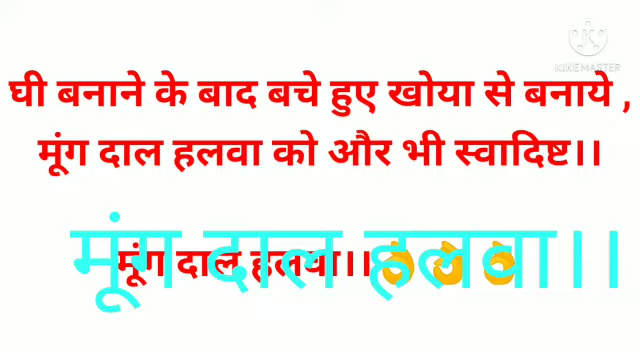 KINEMASTER
घी बनाने के बाद बचे हुए खोया से बनाये ,
मूंग दाल हलवा को और भी स्वादिष्ट।।
मूंग दाल हलवा।।
मूंग दाल हलवा।। 👌👌👌